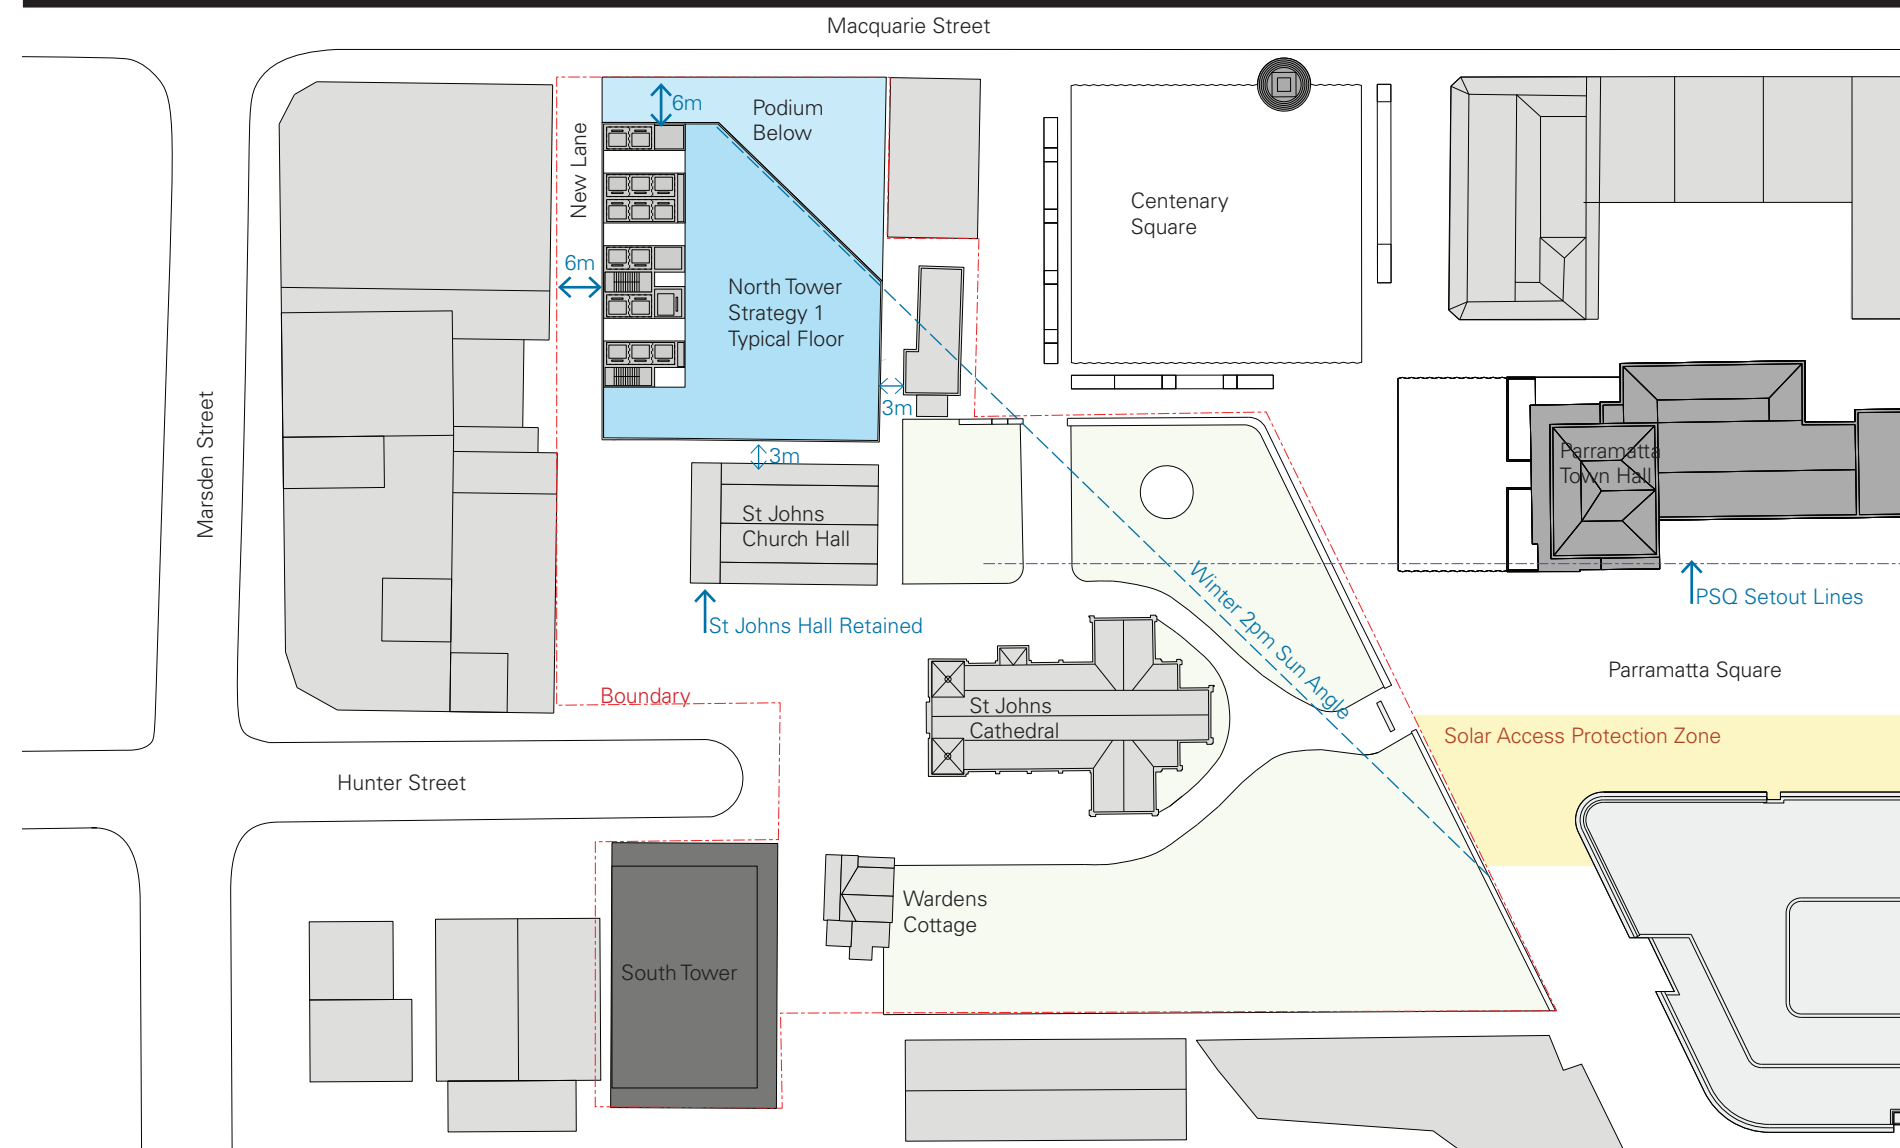 Macquarie Street
6m
Podium
Below
New Lane
Centenary
Square
6m
North Tower
Strategy 1
Typical Floor
3m
Marsden Street
3m
Parramatta
Town Hall
St Johns
Church Hall
Winter 2pm Sun Angle
PSQ Setout Lines
St Johns Hall Retained
Parramatta Square
Boundary
St Johns
Cathedral
Solar Access Protection Zone
Hunter Street
Wardens
Cottage
South Tower